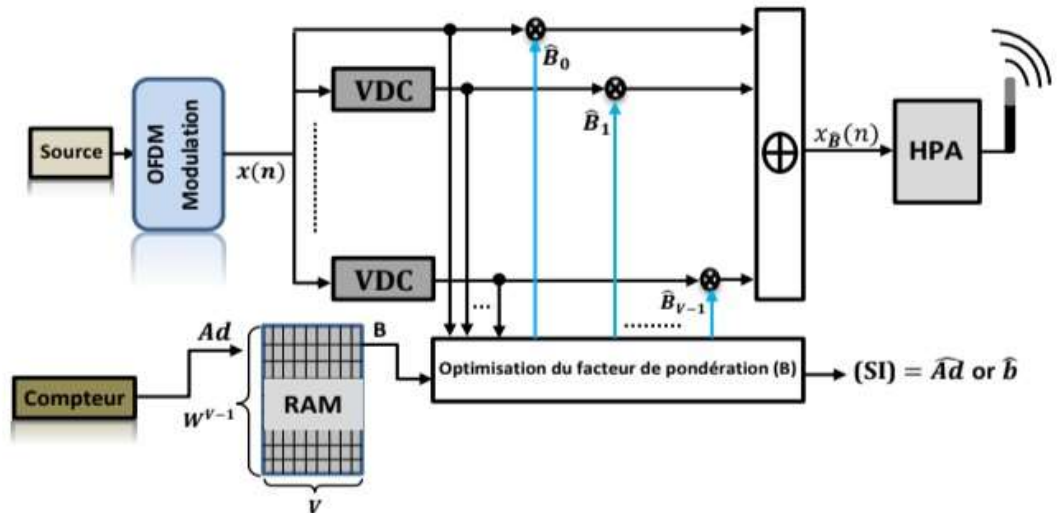 Source
OFDM
Modulation
x(n)
VDC
VDC
B̂₀
B̂₁
B̂_{V−1}
⊕
x_{B̂}(n)
HPA
...
.........
Compteur
Ad
W^{V−1}
RAM
V
B
Optimisation du facteur de pondération (B)
(SI) = Âd or b̂